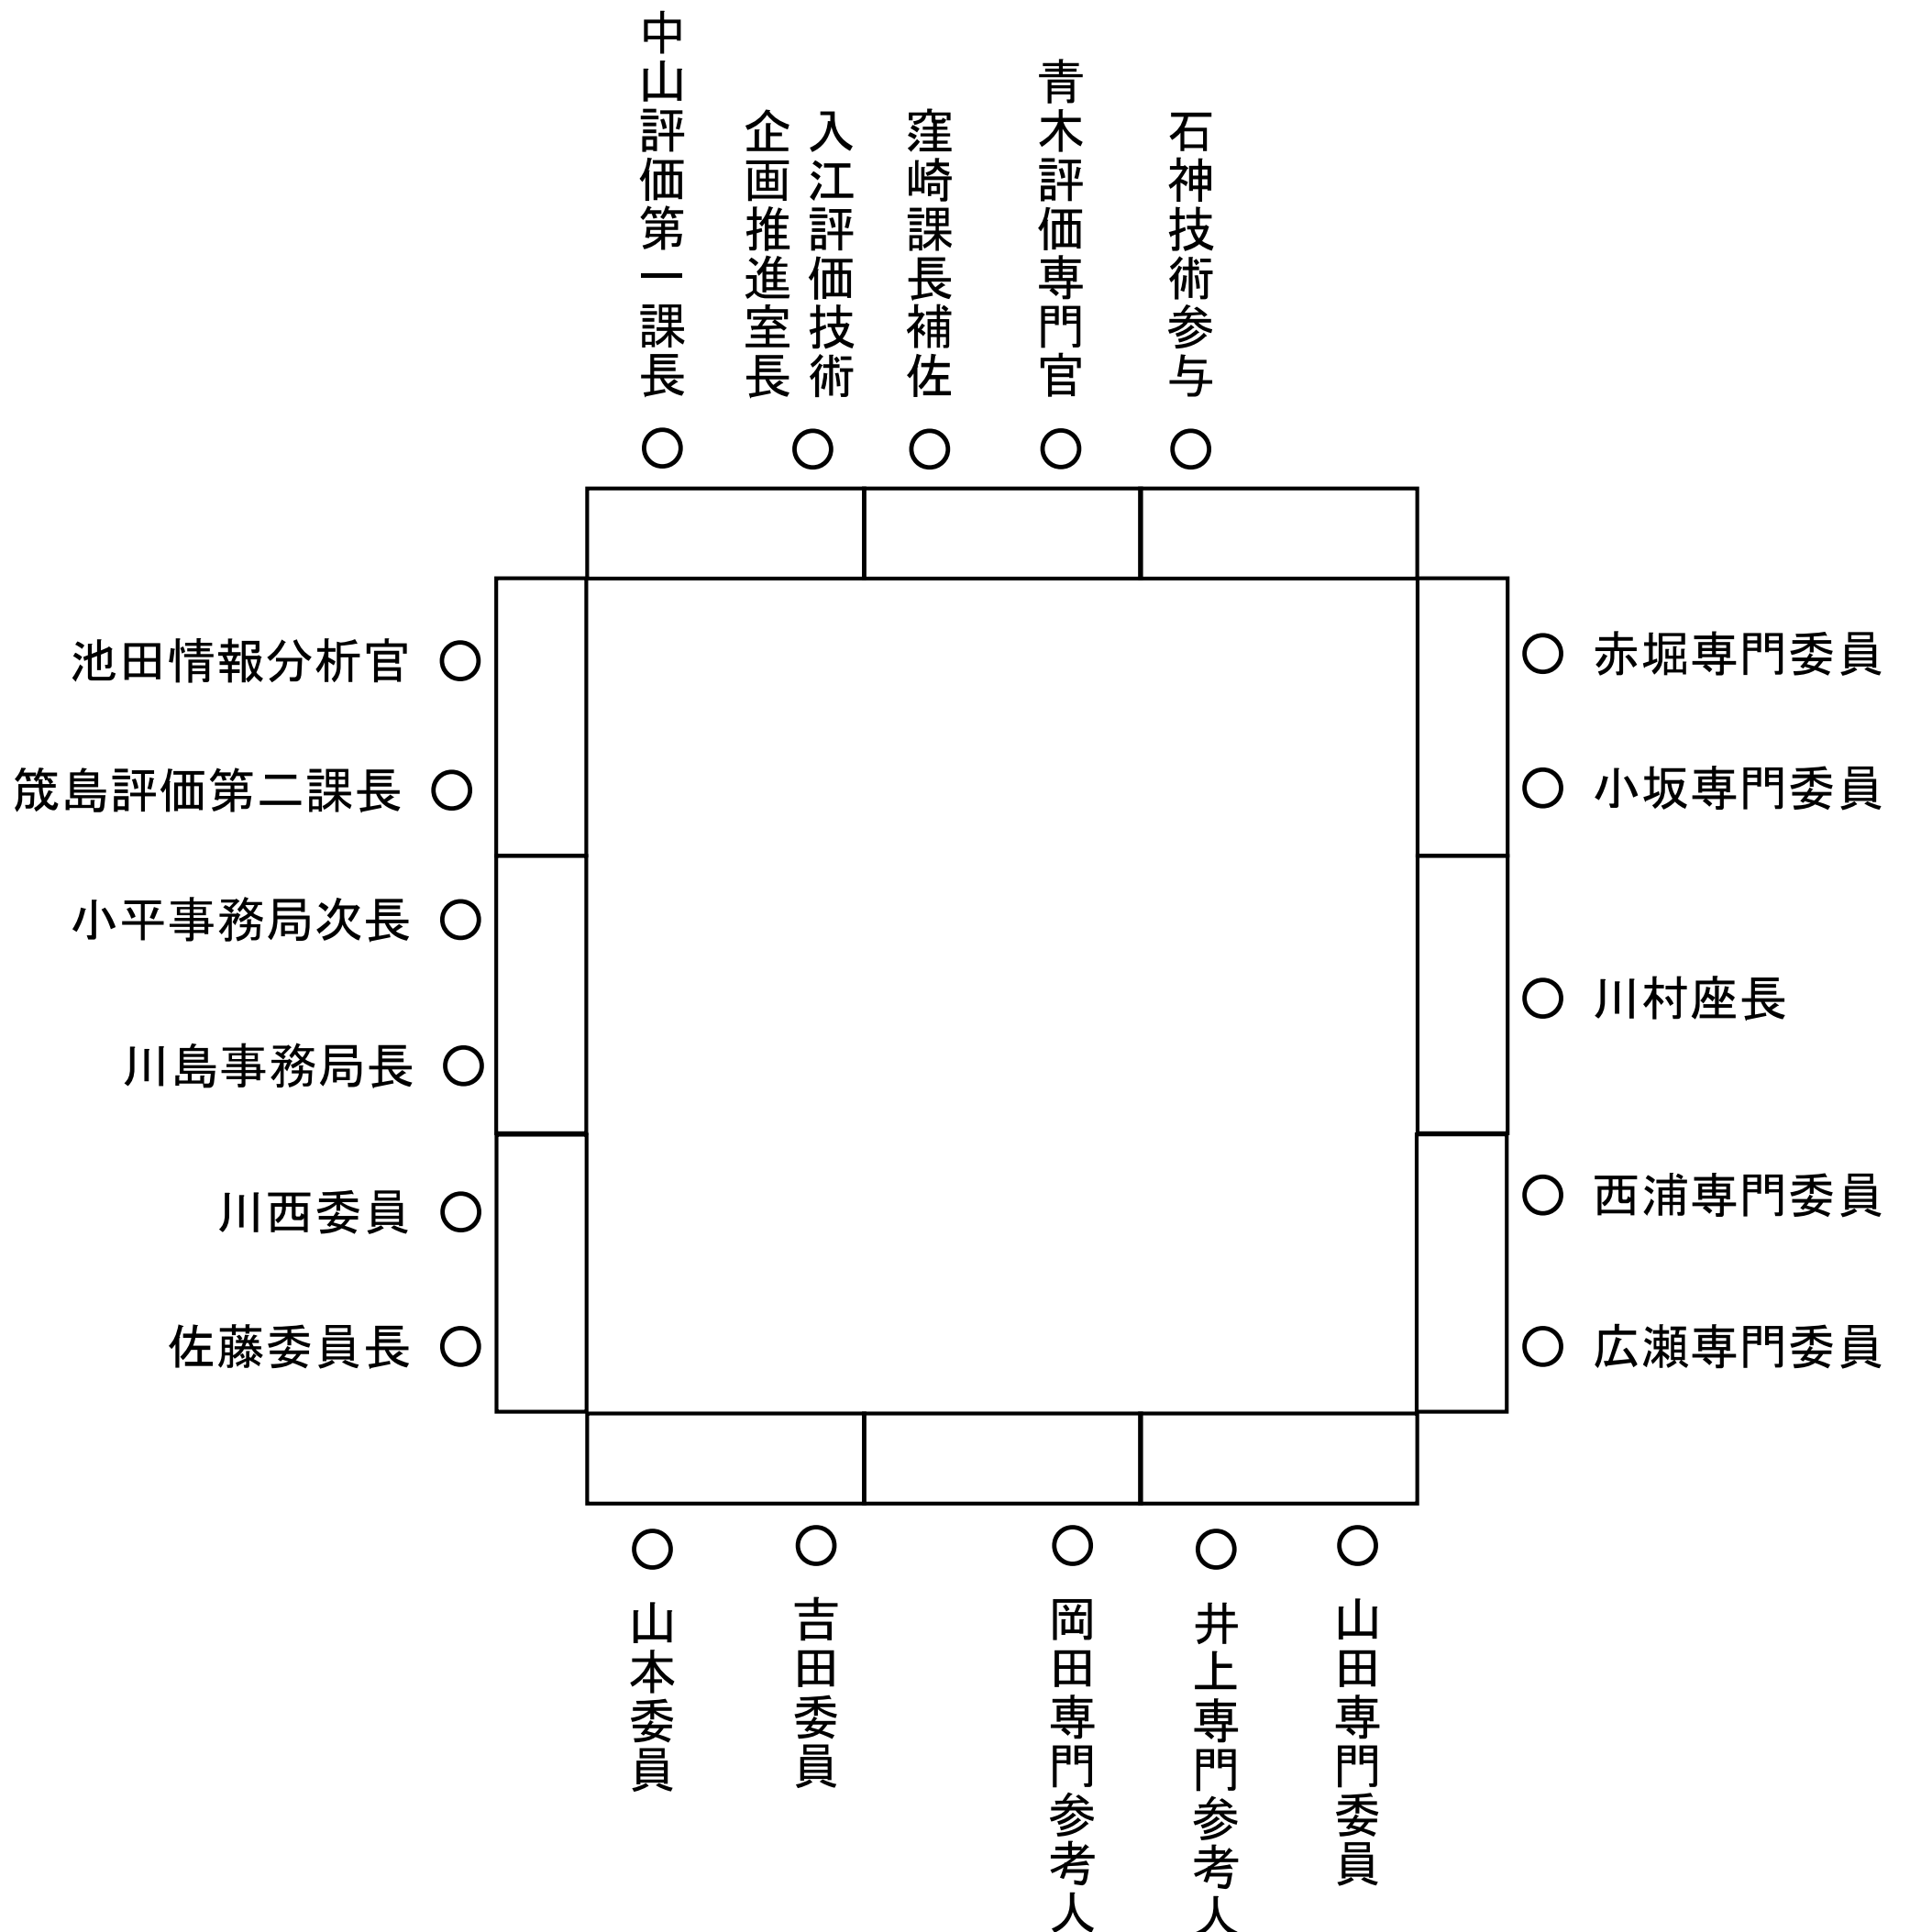 中山評価第一課長
入江評価技術
企画推進室長
窪崎課長補佐
青木評価専門官
石神技術参与
池田情報分析官
筬島評価第二課長
小平事務局次長
川島事務局長
川西委員
佐藤委員長
赤堀専門委員
小坂専門委員
川村座長
西浦専門委員
広瀬専門委員
山本委員
吉田委員
岡田専門参考人
井上専門参考人
山田専門委員